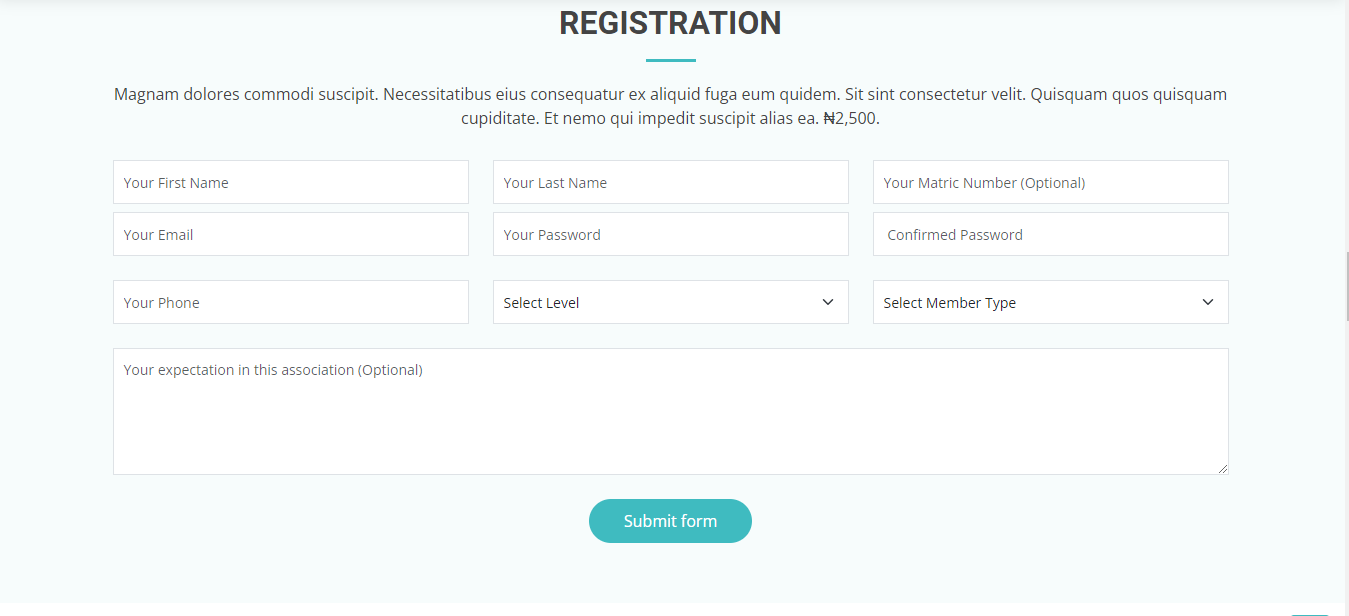 REGISTRATION
Magnam dolores commodi suscipit. Necessitatibus eius consequatur ex aliquid fuga eum quidem. Sit sint consectetur velit. Quisquam quos quisquam
cupiditate. Et nemo qui impedit suscipit alias ea. ₦2,500.
Your First Name
Your Last Name
Your Matric Number (Optional)
Your Email
Your Password
Confirmed Password
Your Phone
Select Level
Select Member Type
Your expectation in this association (Optional)
Submit form